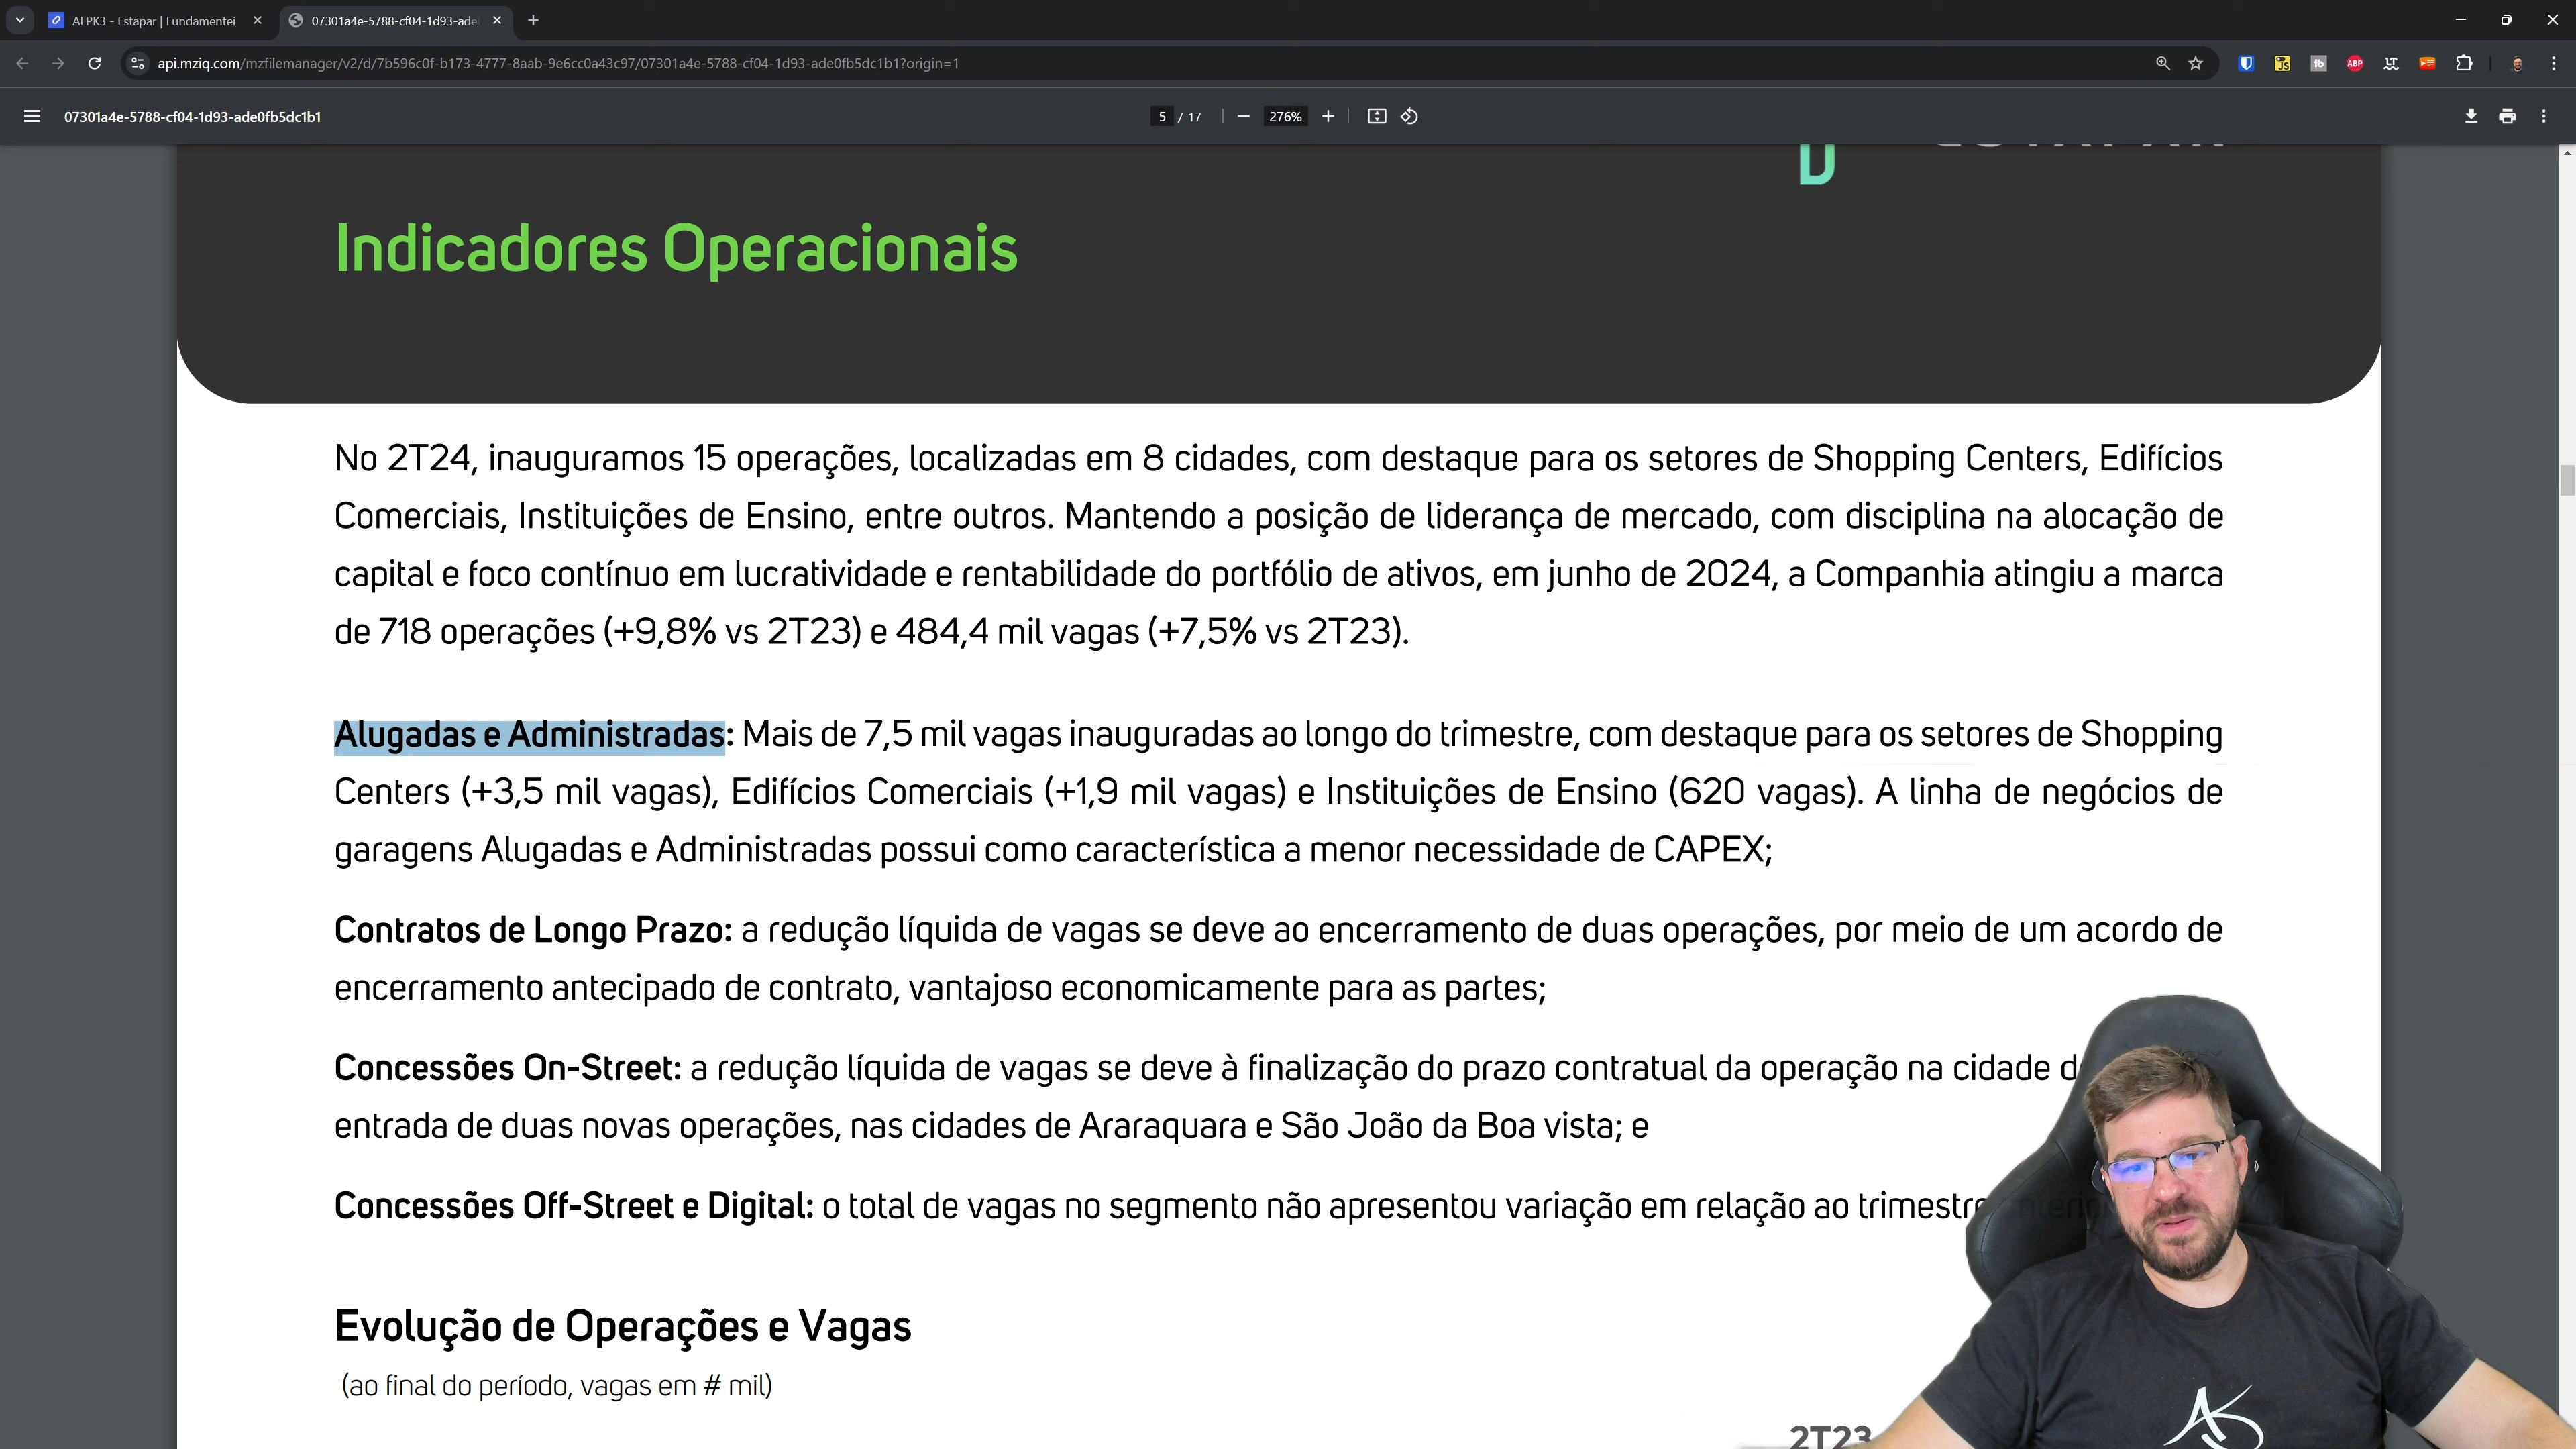 ALPK3 - Estapar | Fundamentei
07301a4e-5788-cf04-1d93-ade
api.mziq.com/mzfilemanager/v2/d/7b596c0f-b173-4777-8aab-9e6cc0a43c97/07301a4e-5788-cf04-1d93-ade0fb5dc1b1?origin=1
JS
tb
ABP
LT
07301a4e-5788-cf04-1d93-ade0fb5dc1b1
5 / 17
276%
Indicadores Operacionais
No 2T24, inauguramos 15 operações, localizadas em 8 cidades, com destaque para os setores de Shopping Centers, Edifícios
Comerciais, Instituições de Ensino, entre outros. Mantendo a posição de liderança de mercado, com disciplina na alocação de
capital e foco contínuo em lucratividade e rentabilidade do portfólio de ativos, em junho de 2024, a Companhia atingiu a marca
de 718 operações (+9,8% vs 2T23) e 484,4 mil vagas (+7,5% vs 2T23).
Alugadas e Administradas: Mais de 7,5 mil vagas inauguradas ao longo do trimestre, com destaque para os setores de Shopping
Centers (+3,5 mil vagas), Edifícios Comerciais (+1,9 mil vagas) e Instituições de Ensino (620 vagas). A linha de negócios de
garagens Alugadas e Administradas possui como característica a menor necessidade de CAPEX;
Contratos de Longo Prazo: a redução líquida de vagas se deve ao encerramento de duas operações, por meio de um acordo de
encerramento antecipado de contrato, vantajoso economicamente para as partes;
Concessões On-Street: a redução líquida de vagas se deve à finalização do prazo contratual da operação na cidade
entrada de duas novas operações, nas cidades de Araraquara e São João da Boa vista; e
Concessões Off-Street e Digital: o total de vagas no segmento não apresentou variação em relação ao trimestre
Evolução de Operações e Vagas
(ao final do período, vagas em # mil)
2T23